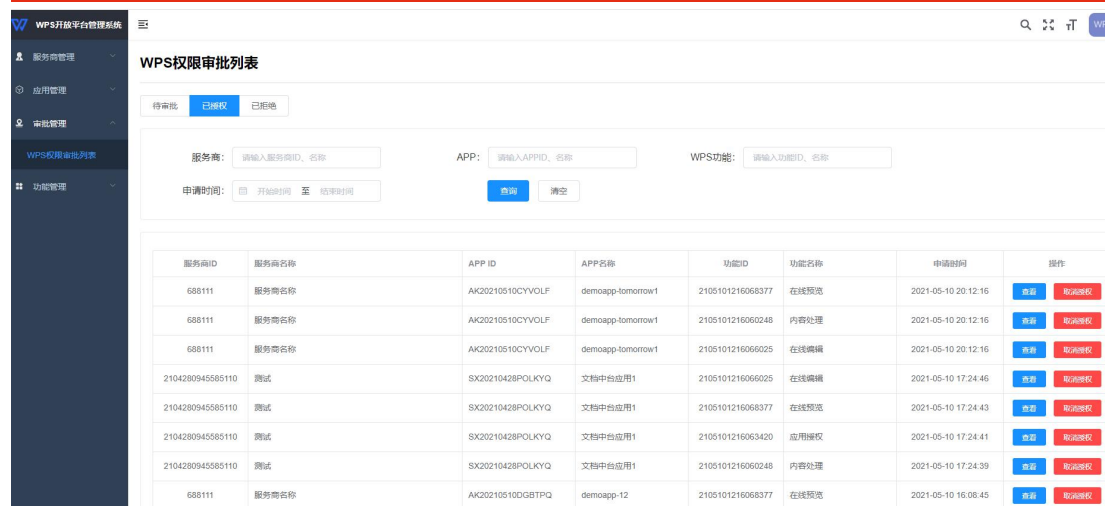 WPS开放平台管理系统
WP
服务商管理
应用管理
审批管理
WPS权限审批列表
功能管理
WPS权限审批列表
待审批 已授权 已拒绝
服务商: 请输入服务商ID、名称 APP: 请输入APPID、名称 WPS功能: 请输入功能ID、名称
申请时间: 开始时间 至 结束时间 查询 清空
服务商ID 服务商名称 APP ID APP名称 功能ID 功能名称 申请时间 操作
688111 服务商名称 AK20210510CYVOLF demoapp-tomorrow1 2105101216068377 在线预览 2021-05-10 20:12:16 查看 取消授权
688111 服务商名称 AK20210510CYVOLF demoapp-tomorrow1 2105101216060248 内容处理 2021-05-10 20:12:16 查看 取消授权
688111 服务商名称 AK20210510CYVOLF demoapp-tomorrow1 2105101216066025 在线编辑 2021-05-10 20:12:16 查看 取消授权
2104280945585110 测试 SX20210428POLKYQ 文档中台应用1 2105101216066025 在线编辑 2021-05-10 17:24:46 查看 取消授权
2104280945585110 测试 SX20210428POLKYQ 文档中台应用1 2105101216068377 在线预览 2021-05-10 17:24:43 查看 取消授权
2104280945585110 测试 SX20210428POLKYQ 文档中台应用1 2105101216063420 应用授权 2021-05-10 17:24:41 查看 取消授权
2104280945585110 测试 SX20210428POLKYQ 文档中台应用1 2105101216060248 内容处理 2021-05-10 17:24:39 查看 取消授权
688111 服务商名称 AK20210510DGBTPQ demoapp-12 2105101216068377 在线预览 2021-05-10 16:08:45 查看 取消授权